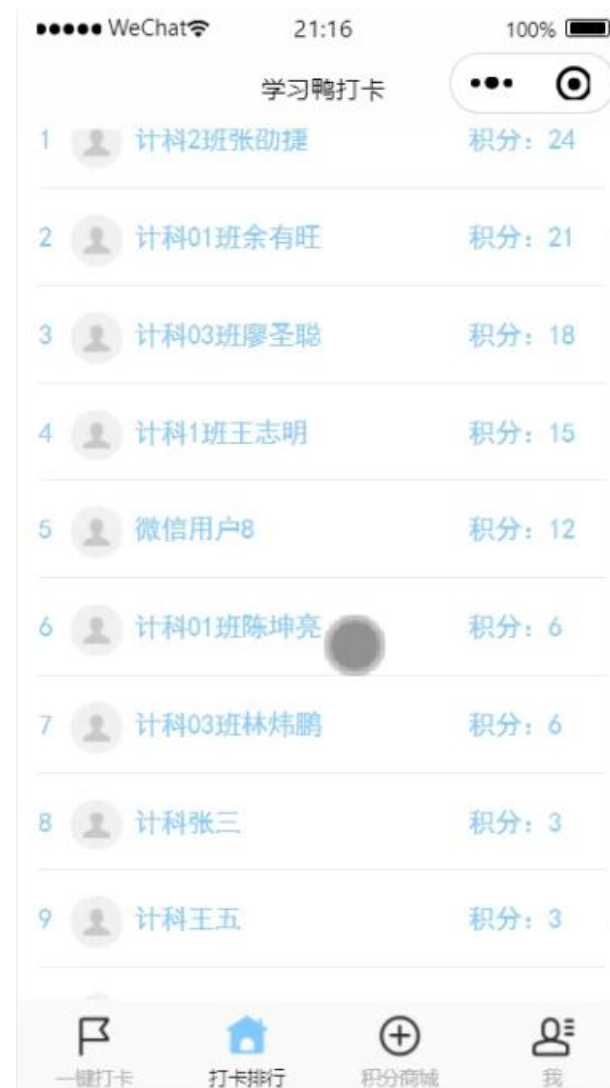 WeChat 21:16 100%
学习鸭打卡
1 计科2班张劭捷 积分：24
2 计科01班余有旺 积分：21
3 计科03班廖圣聪 积分：18
4 计科1班王志明 积分：15
5 微信用户8 积分：12
6 计科01班陈坤亮 积分：6
7 计科03班林炜鹏 积分：6
8 计科张三 积分：3
9 计科王五 积分：3
一键打卡 打卡排行 积分商城 我